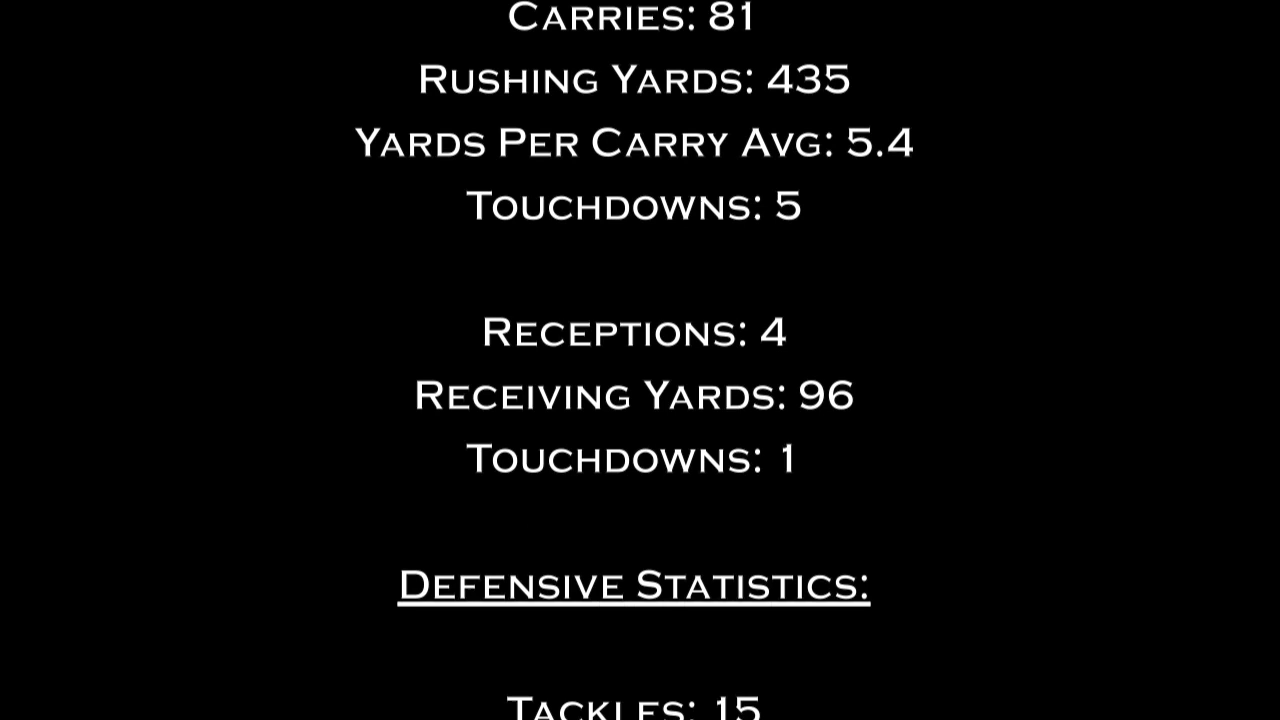 Carries: 81
Rushing Yards: 435
Yards Per Carry Avg: 5.4
Touchdowns: 5
Receptions: 4
Receiving Yards: 96
Touchdowns: 1
Defensive Statistics:
Tackles: 15